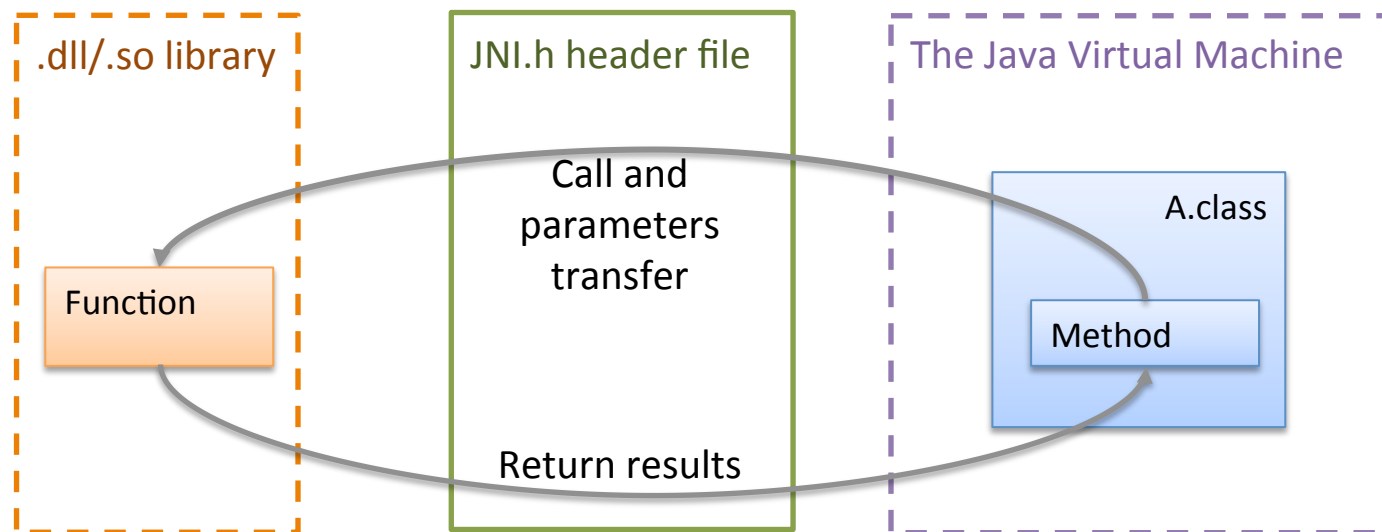 .dll/.so library
JNI.h header file
The Java Virtual Machine
Call and
parameters
transfer
A.class
Function
Method
Return results